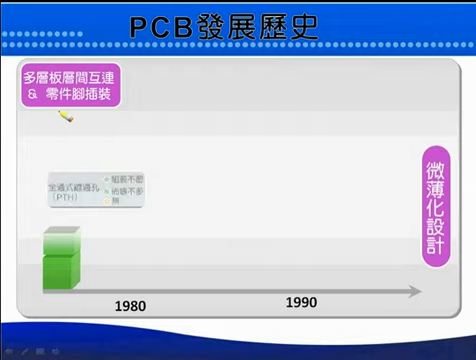 PCB發展歷史
多層板層間互連
& 零件腳插裝
全通式鍍通孔
(PTH)
微薄化設計
1980
1990